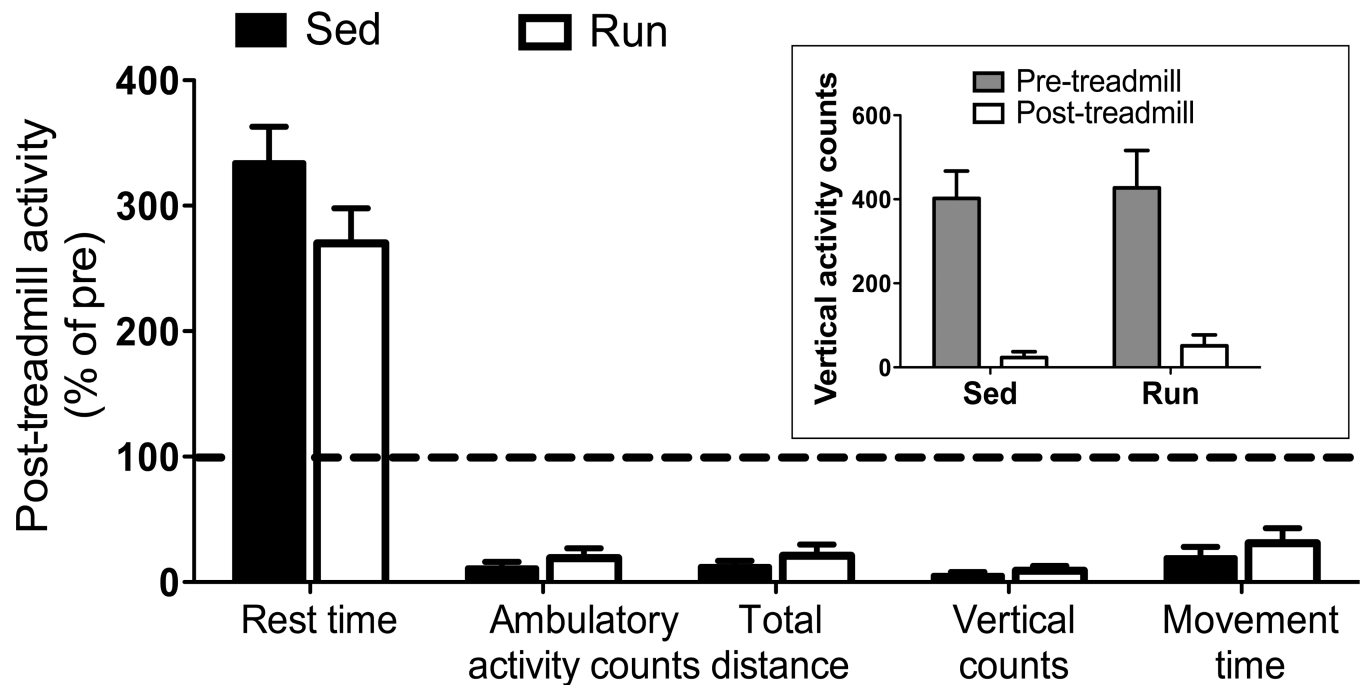 Sed
Run
Post-treadmill activity
(% of pre)
400
300
200
100
0
Rest time
Ambulatory
activity counts
Total
distance
Vertical
counts
Movement
time
Pre-treadmill
Post-treadmill
Vertical activity counts
600
400
200
0
Sed
Run